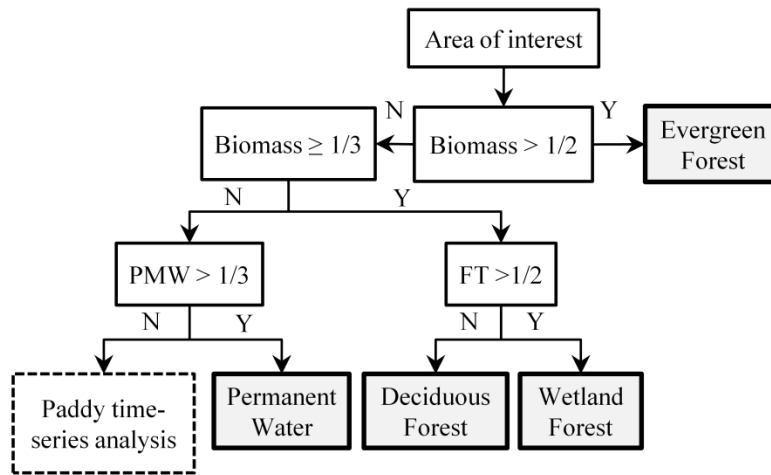 Area of interest
N
Y
Biomass ≥ 1/3
Biomass > 1/2
Evergreen
Forest
N
Y
PMW > 1/3
FT >1/2
N
Y
N
Y
Paddy time-
series analysis
Permanent
Water
Deciduous
Forest
Wetland
Forest